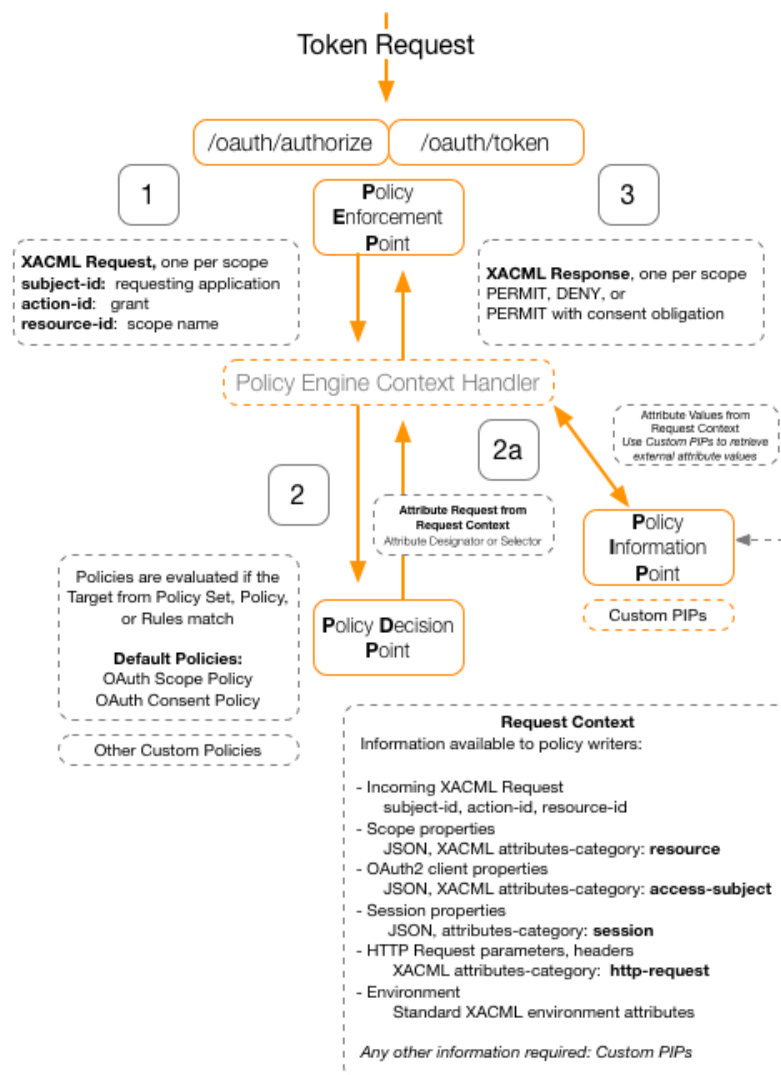 Token Request
/oauth/authorize
/oauth/token
1
Policy
Enforcement
Point
3
XACML Request, one per scope
subject-id: requesting application
action-id: grant
resource-id: scope name
XACML Response, one per scope
PERMIT, DENY, or
PERMIT with consent obligation
Policy Engine Context Handler
2
2a
Attribute Values from
Request Context
Use Custom PIPs to retrieve
external attribute values
Attribute Request from
Request Context
Attribute Designator or Selector
Policy
Information
Point
Custom PIPs
Policies are evaluated if the
Target from Policy Set, Policy,
or Rules match
Default Policies:
OAuth Scope Policy
OAuth Consent Policy
Other Custom Policies
Policy Decision
Point
Request Context
Information available to policy writers:
- Incoming XACML Request
subject-id, action-id, resource-id
- Scope properties
JSON, XACML attributes-category: resource
- OAuth2 client properties
JSON, XACML attributes-category: access-subject
- Session properties
JSON, attributes-category: session
- HTTP Request parameters, headers
XACML attributes-category: http-request
- Environment
Standard XACML environment attributes
Any other information required: Custom PIPs